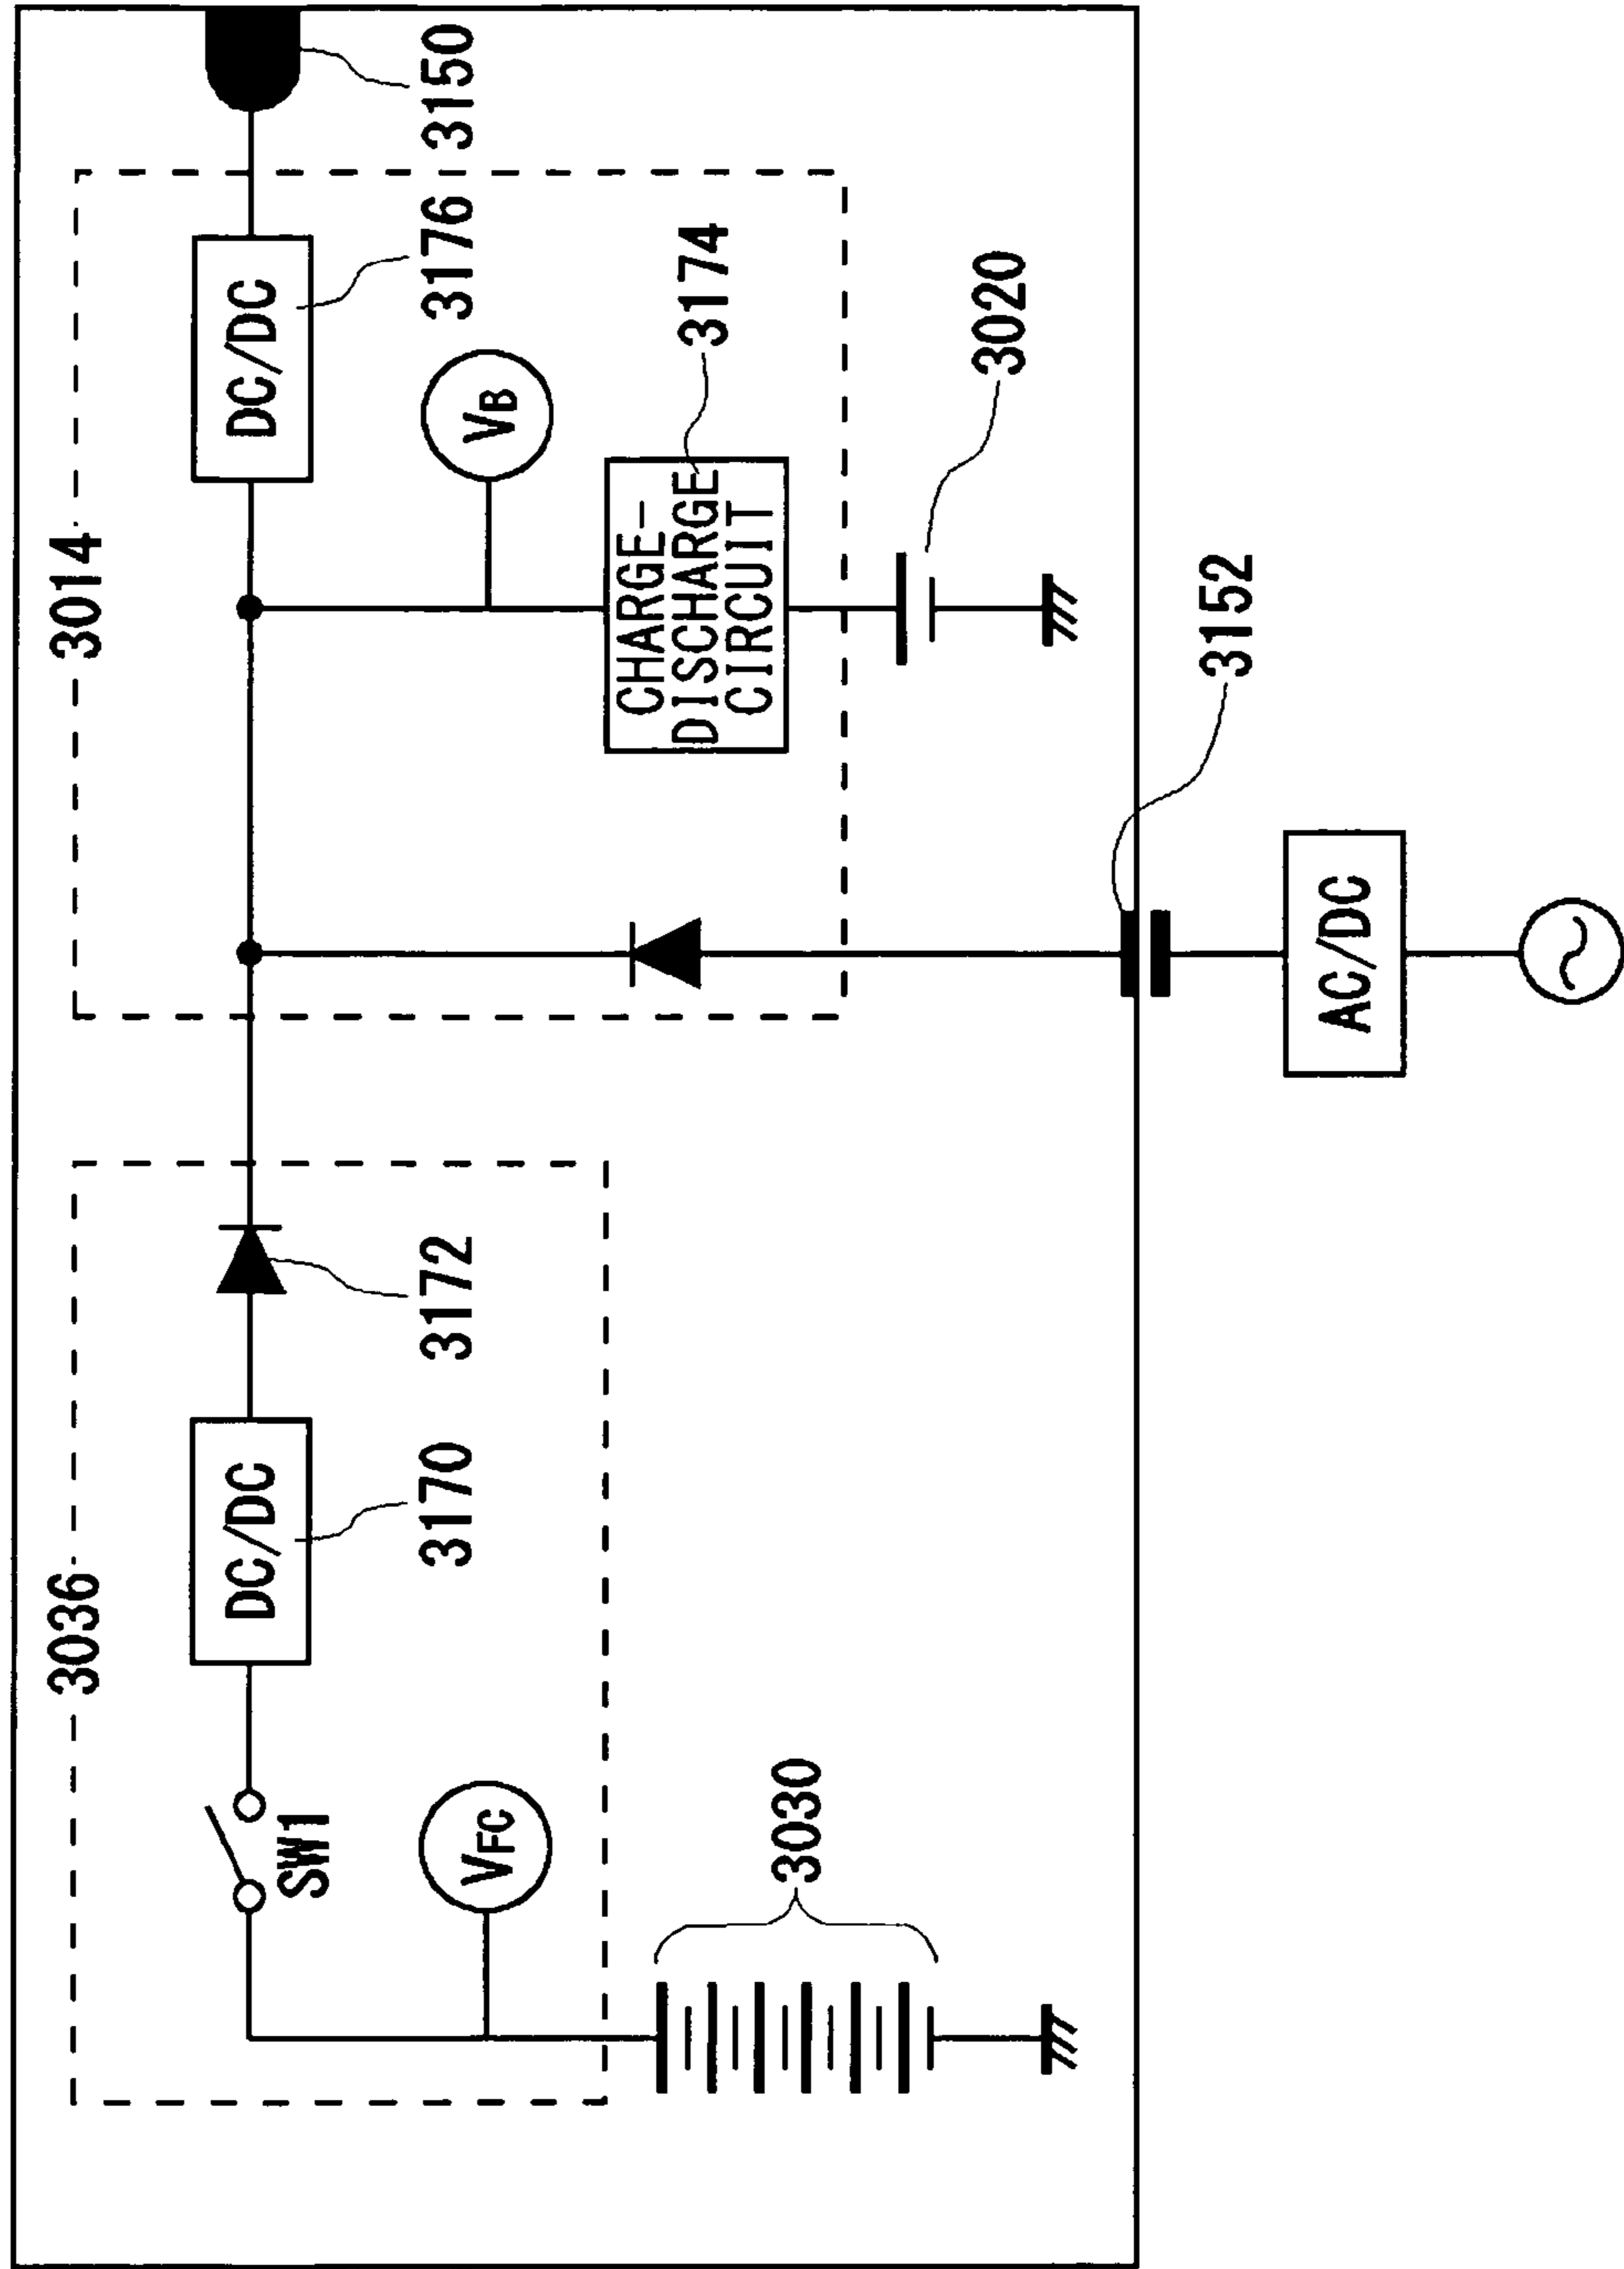 3036
3014
DC/DC
DC/DC
SW1
3170
3172
3176
3150
VFC
VB
CHARGE-
DISCHARGE
CIRCUIT
3174
3030
3020
3152
AC/DC